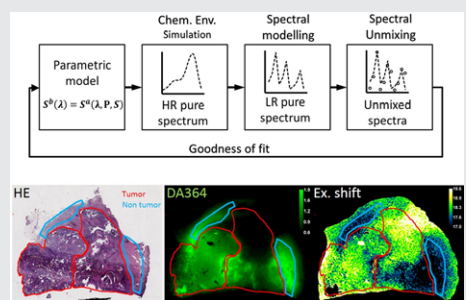 Chem. Env.
Simulation
Spectral
modelling
Spectral
Unmixing
Parametric
model
S^b(λ) = S^a(λ, P, S)
HR pure
spectrum
LR pure
spectrum
Unmixed
spectra
Goodness of fit
HE
Tumor
Non tumor
DA364
Ex. shift